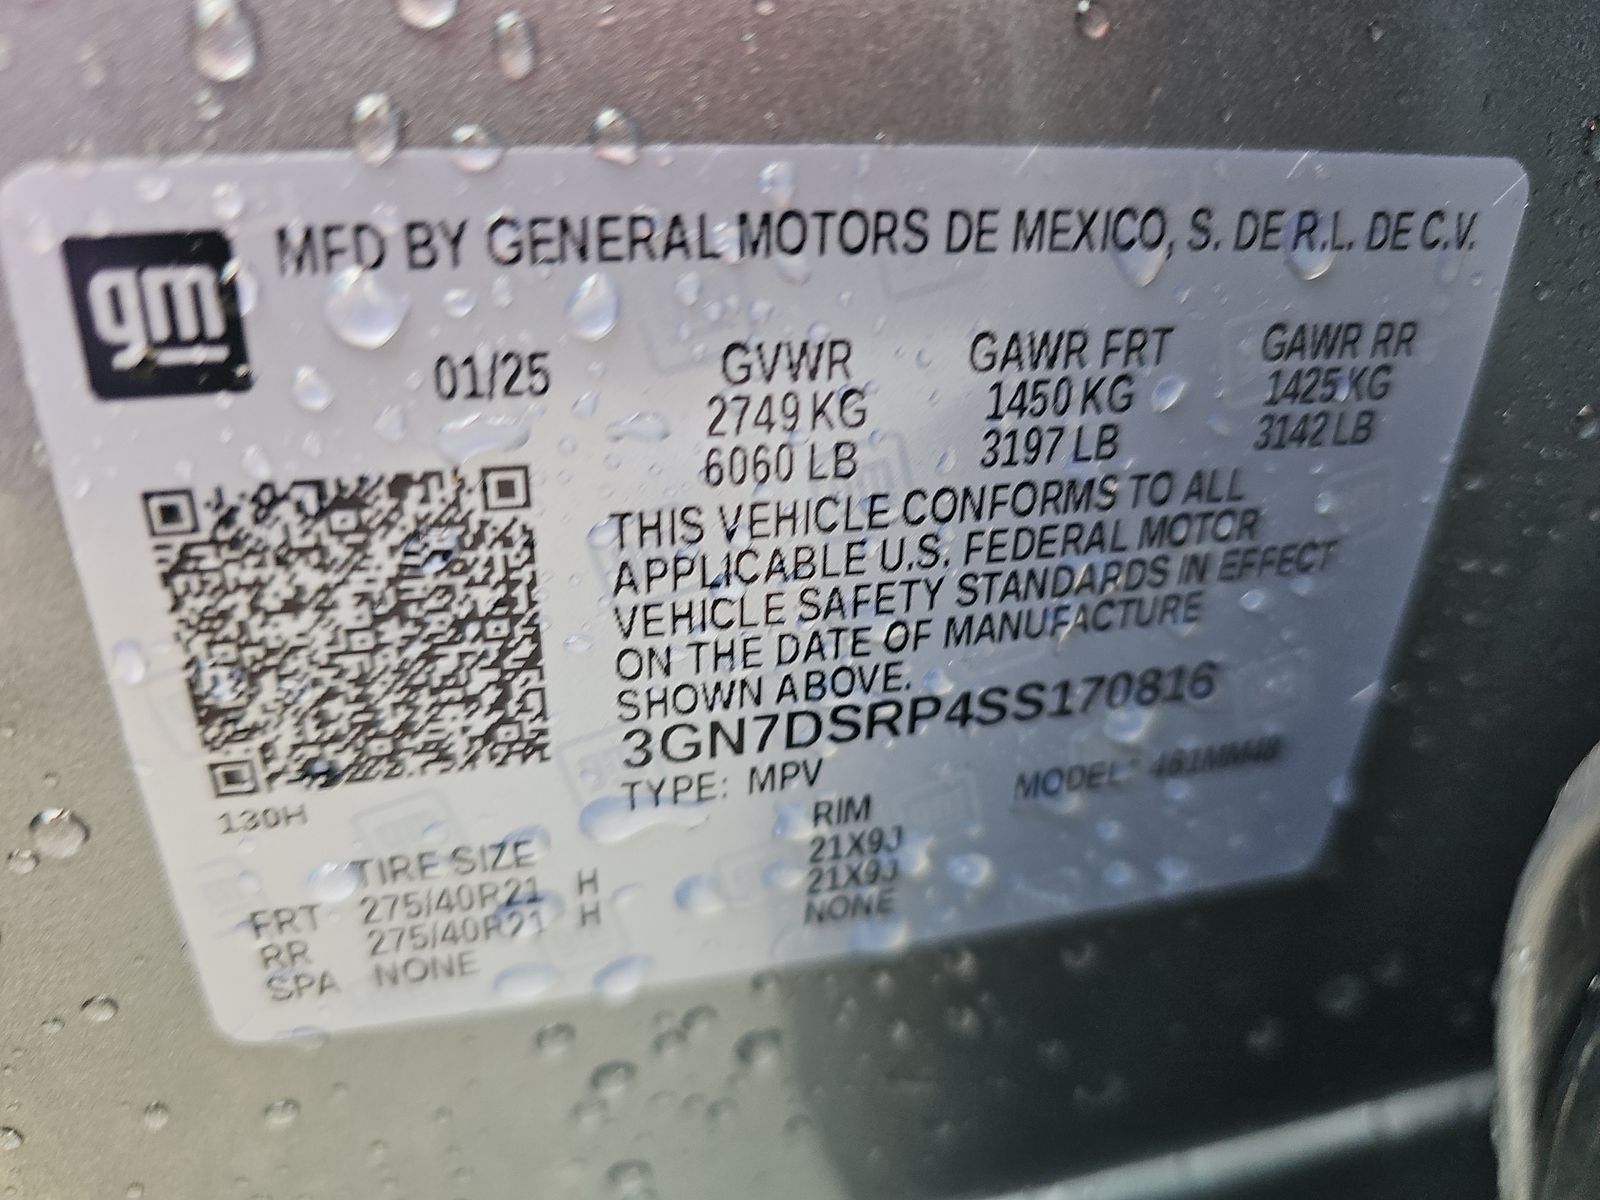 gm
MFD BY GENERAL MOTORS DE MEXICO, S. DE R.L. DE C.V.
01/25 GVWR GAWR FRT GAWR RR
2749 KG 1450 KG 1425 KG
6060 LB 3197 LB 3142 LB
THIS VEHICLE CONFORMS TO ALL
APPLICABLE U.S. FEDERAL MOTOR
VEHICLE SAFETY STANDARDS IN EFFECT
ON THE DATE OF MANUFACTURE
SHOWN ABOVE.
3GN7DSRP4SS170816
TYPE: MPV MODEL:
130H
TIRE SIZE RIM
FRT 275/40R21 H 21X9J
RR 275/40R21 H 21X9J
SPA NONE NONE